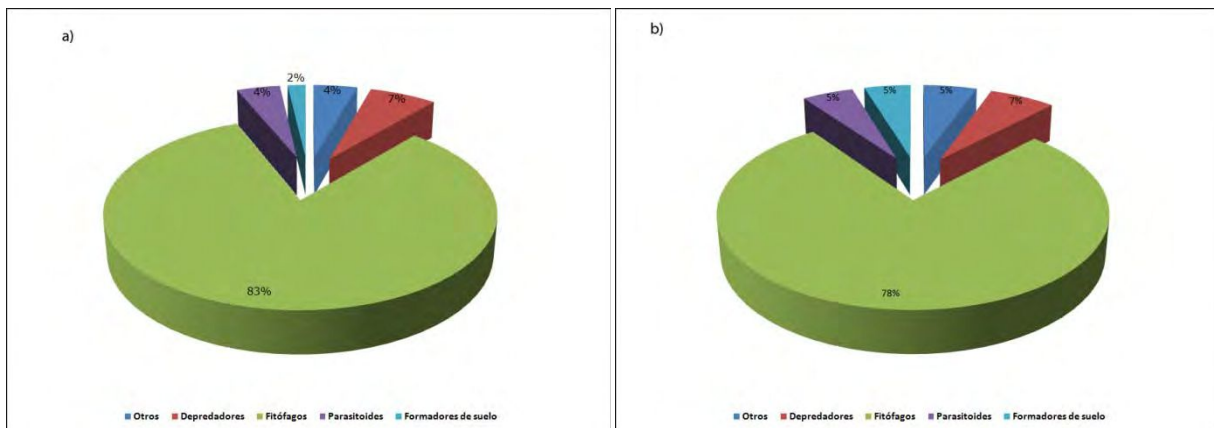 a)
4%
2%
4%
7%
83%
Otros Depredadores Fitófagos Parasitoides Formadores de suelo
b)
5%
5%
5%
7%
78%
Otros Depredadores Fitófagos Parasitoides Formadores de suelo